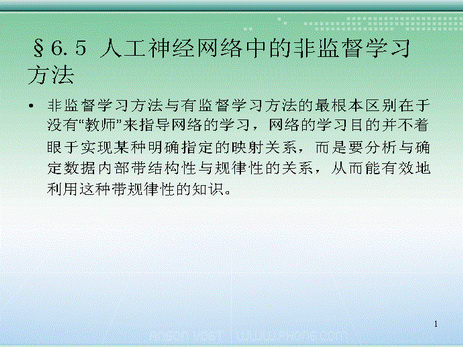 §6.5 人工神经网络中的非监督学习
方法
• 非监督学习方法与有监督学习方法的最根本区别在于
没有“教师”来指导网络的学习，网络的学习目的并不着
眼于实现某种明确指定的映射关系，而是要分析与确
定数据内部带结构性与规律性的关系，从而能有效地
利用这种带规律性的知识。
1